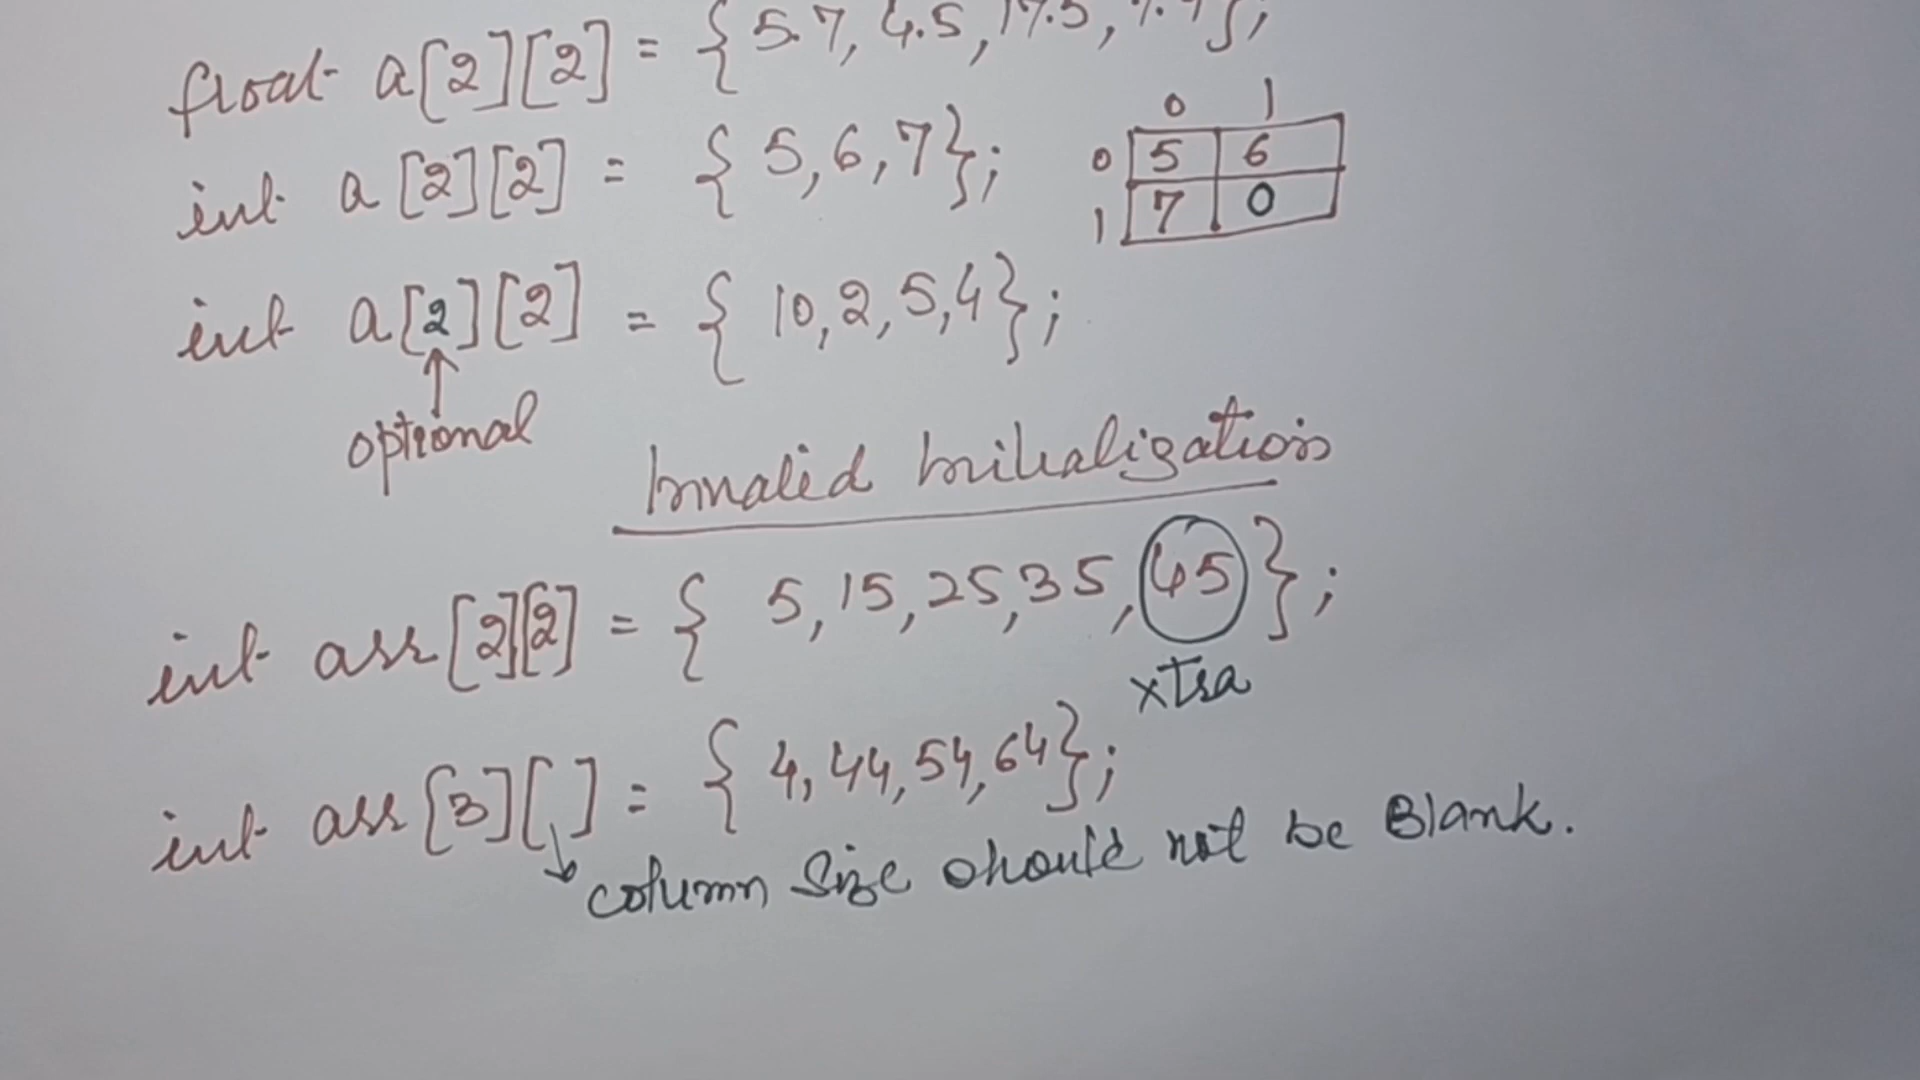 float a[2][2] = {5.7, 4.5, 17.5,
0 1
int a[2][2] = {5,6,7}; 0 5 6
1 7 0
int a[2][2] = {10,2,5,4};
optional
Invalid Initialization
int arr[2][2] = {5,15,25,35,45};
xtra
int arr[3][] = {4,44,54,64};
column Size should not be Blank.